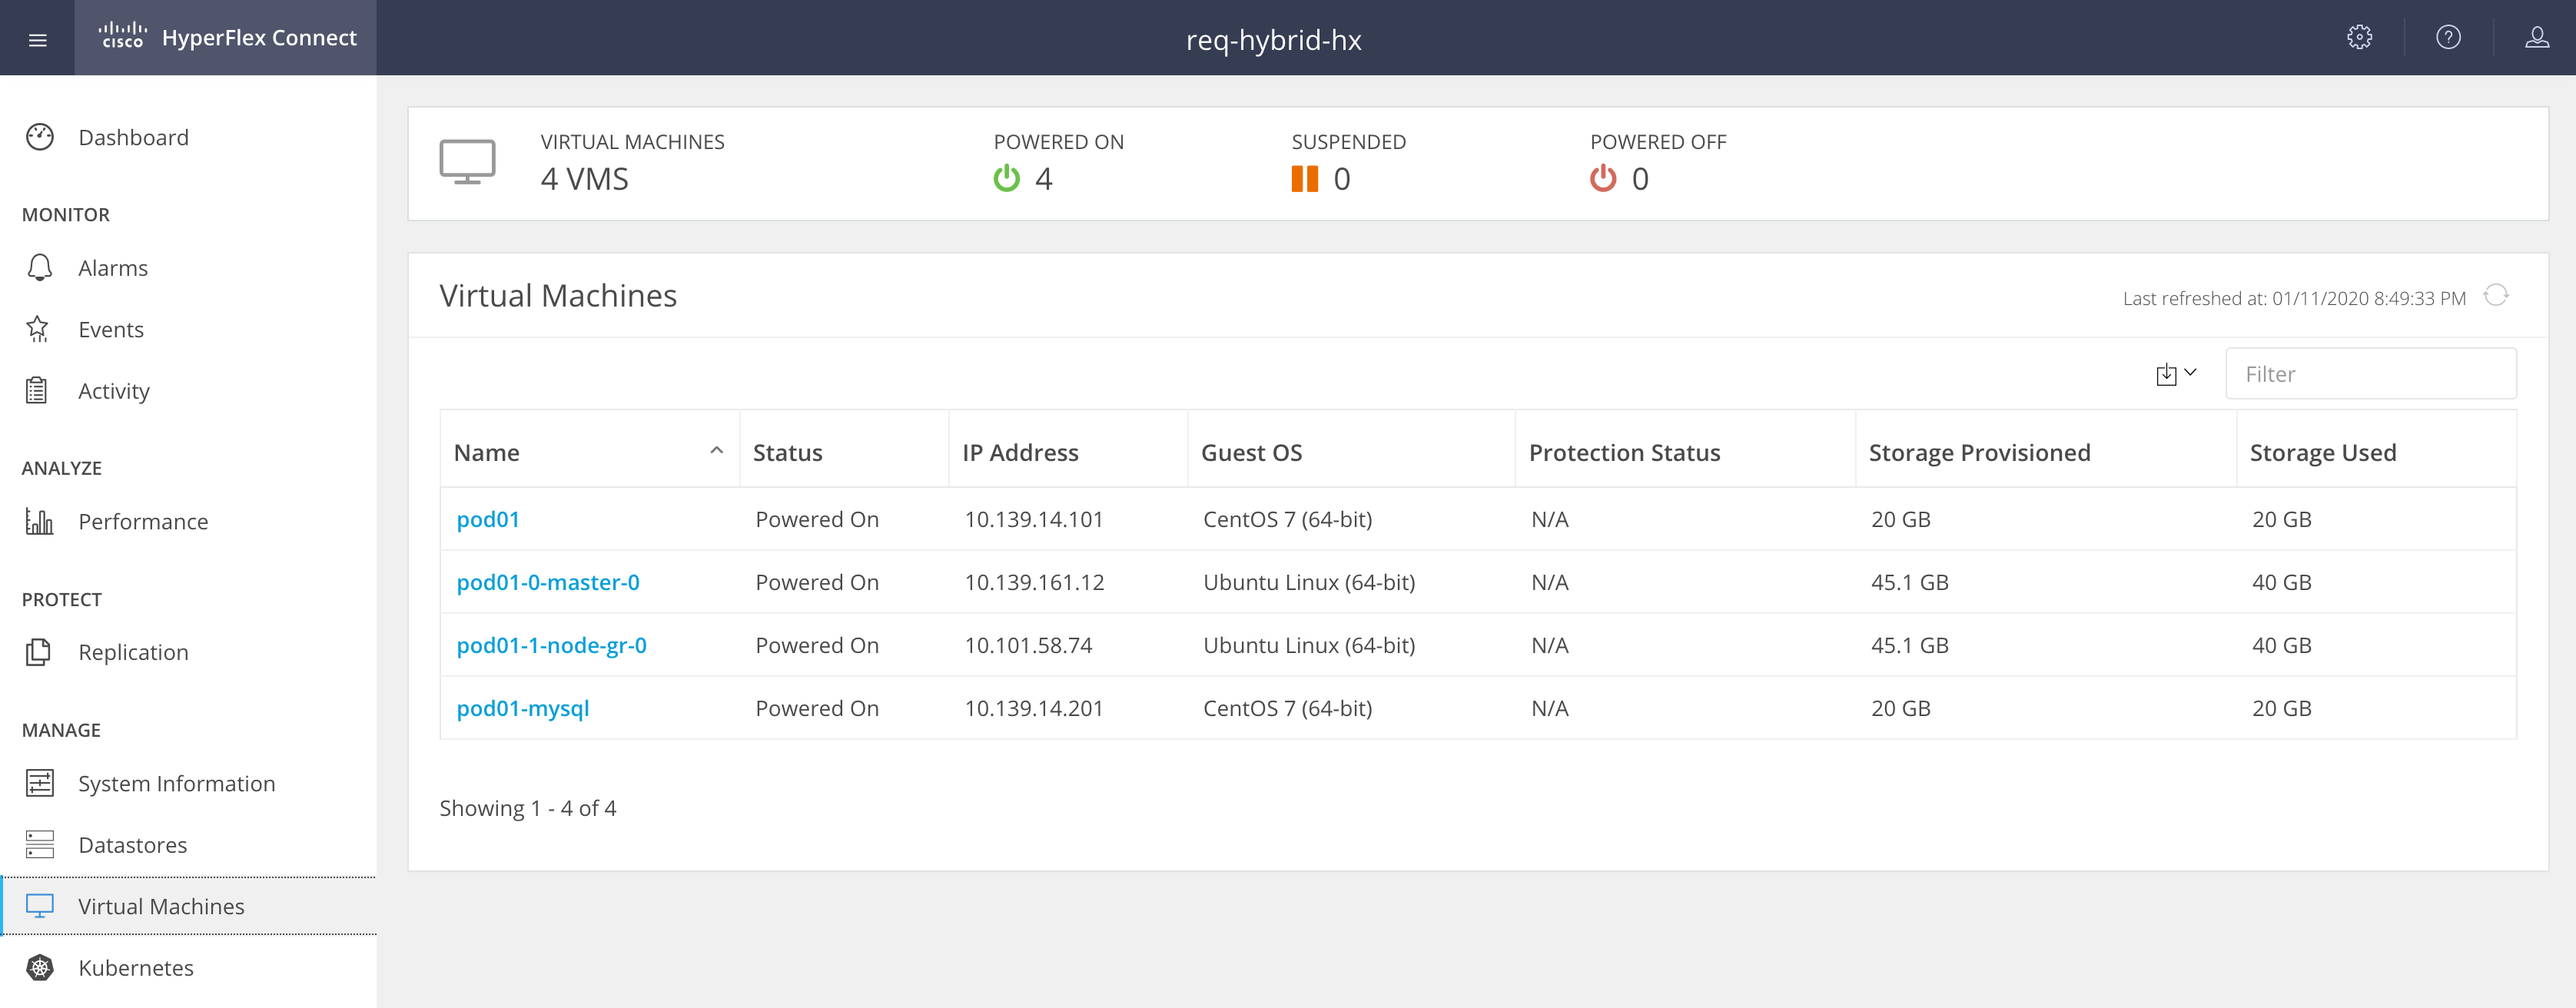 cisco HyperFlex Connect
req-hybrid-hx
?
Dashboard
MONITOR
Alarms
Events
Activity
ANALYZE
Performance
PROTECT
Replication
MANAGE
System Information
Datastores
Virtual Machines
Kubernetes
VIRTUAL MACHINES POWERED ON SUSPENDED POWERED OFF
4 VMS 4 0 0
Virtual Machines
Last refreshed at: 01/11/2020 8:49:33 PM
Filter
Name Status IP Address Guest OS Protection Status Storage Provisioned Storage Used
pod01 Powered On 10.139.14.101 CentOS 7 (64-bit) N/A 20 GB 20 GB
pod01-0-master-0 Powered On 10.139.161.12 Ubuntu Linux (64-bit) N/A 45.1 GB 40 GB
pod01-1-node-gr-0 Powered On 10.101.58.74 Ubuntu Linux (64-bit) N/A 45.1 GB 40 GB
pod01-mysql Powered On 10.139.14.201 CentOS 7 (64-bit) N/A 20 GB 20 GB
Showing 1 - 4 of 4